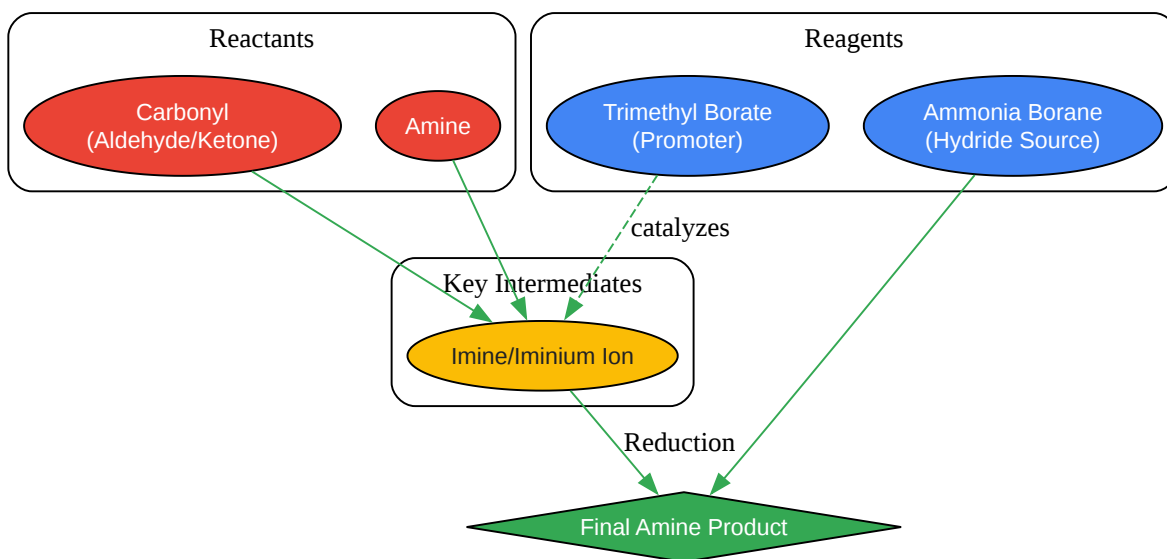 Reactants
Reagents
Carbonyl
(Aldehyde/Ketone)
Amine
Trimethyl Borate
(Promoter)
Ammonia Borane
(Hydride Source)
catalyzes
Key Intermediates
Imine/Iminium Ion
Reduction
Final Amine Product